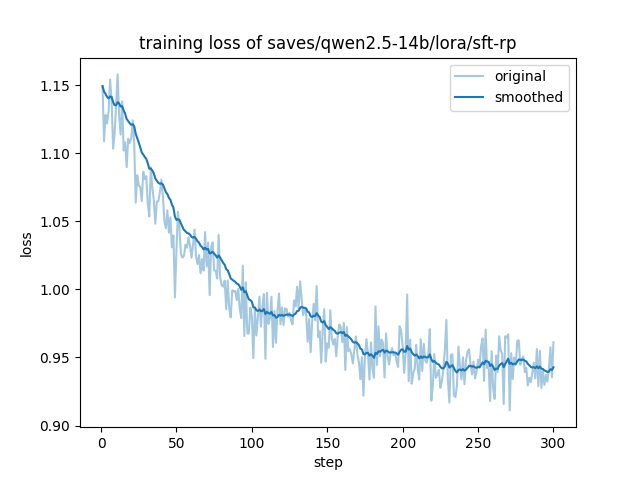 training loss of saves/qwen2.5-14b/lora/sft-rp
original
smoothed
1.15
1.10
1.05
1.00
0.95
0.90
loss
0 50 100 150 200 250 300
step